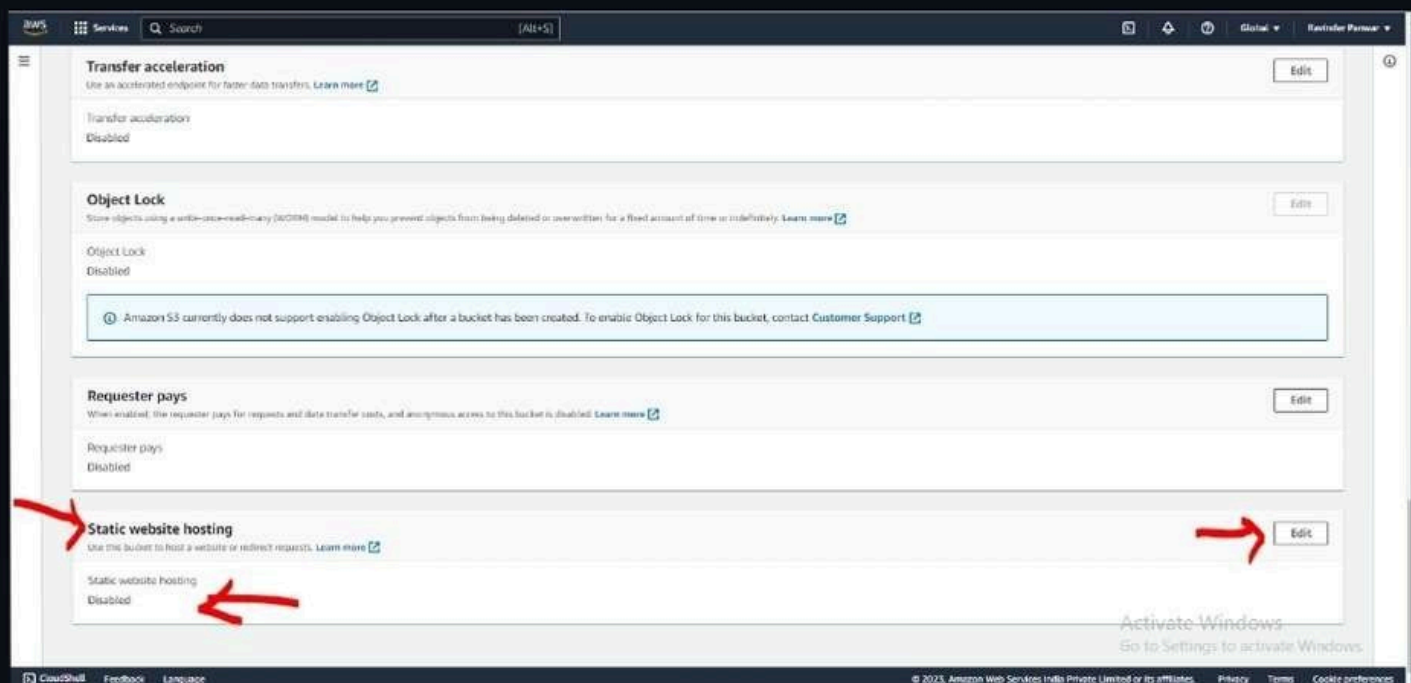 aws Services Search [Alt+S] Global Ravinder Panwar
Transfer acceleration
Edit
Use an accelerated endpoint for faster data transfers. Learn more
Transfer acceleration
Disabled
Object Lock
Edit
Store objects using a write-once-read-many (WORM) model to help you prevent objects from being deleted or overwritten for a fixed amount of time or indefinitely. Learn more
Object Lock
Disabled
Amazon S3 currently does not support enabling Object Lock after a bucket has been created. To enable Object Lock for this bucket, contact Customer Support
Requester pays
Edit
When enabled, the requester pays for requests and data transfer costs, and anonymous access to this bucket is disabled. Learn more
Requester pays
Disabled
Static website hosting
Edit
Use this bucket to host a website or redirect requests. Learn more
Static website hosting
Disabled
Activate Windows
Go to Settings to activate Windows.
CloudShell Feedback Language © 2023, Amazon Web Services India Private Limited or its affiliates. Privacy Terms Cookie preferences